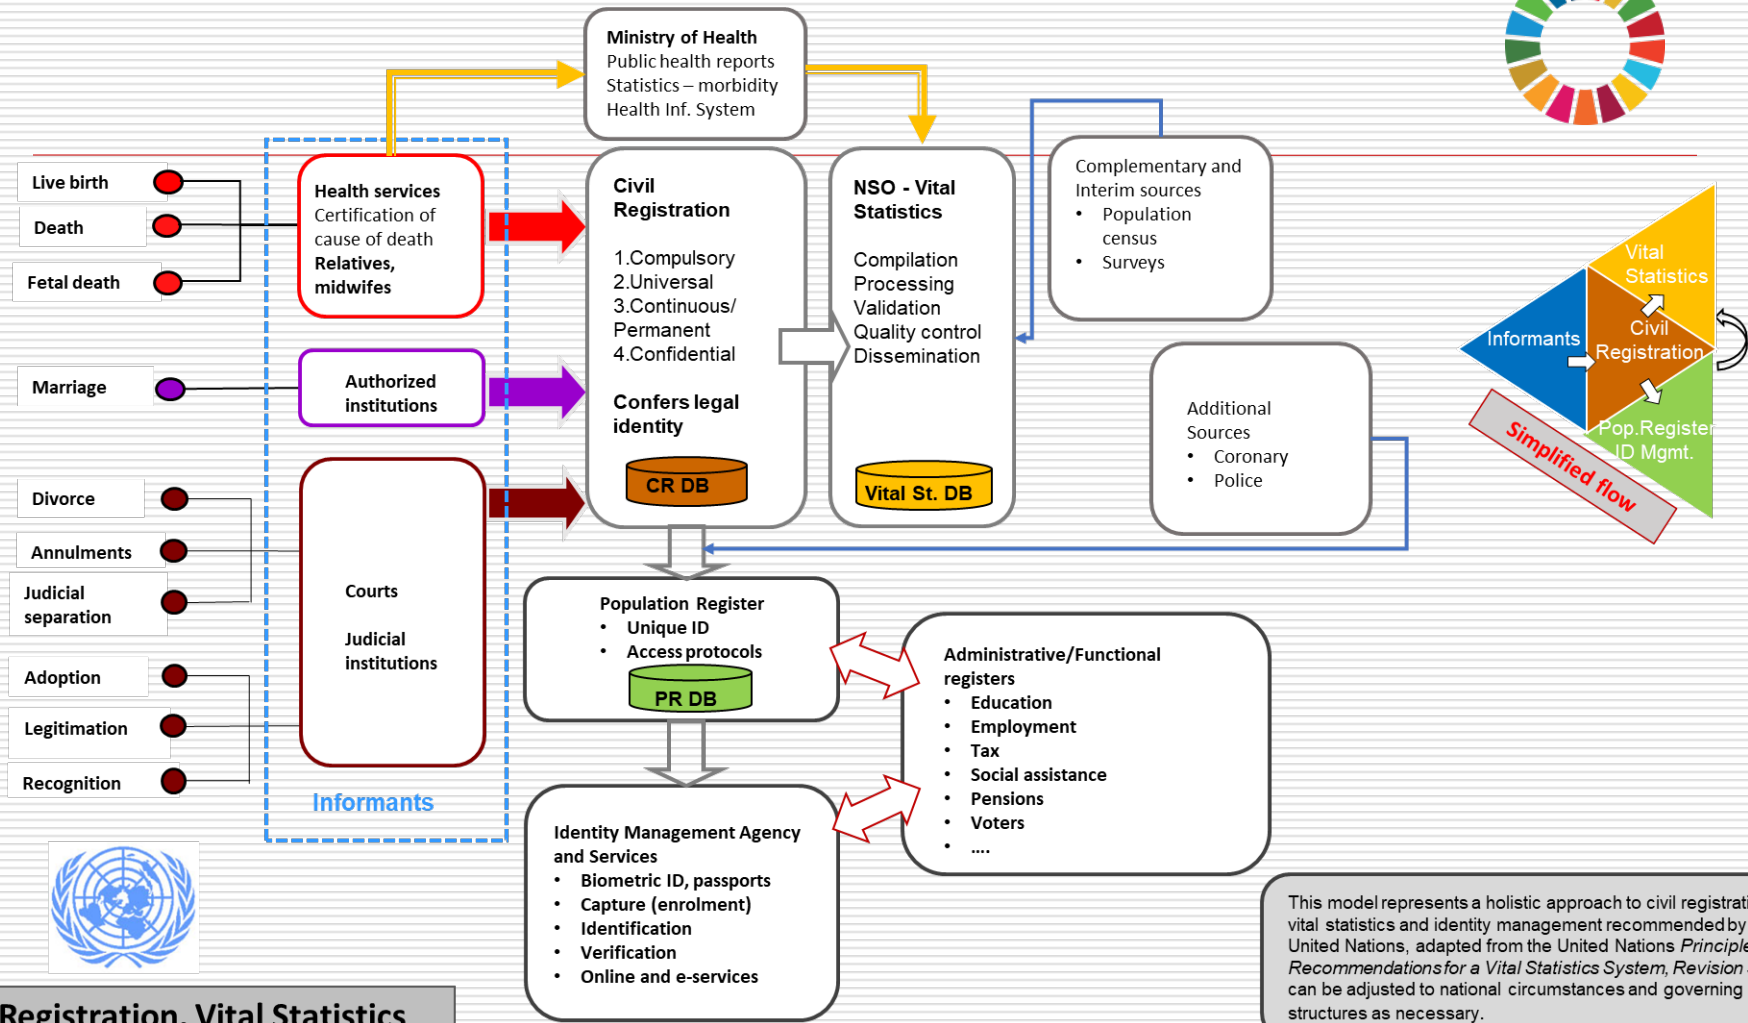 Ministry of Health
Public health reports
Statistics – morbidity
Health Inf. System
Live birth
Death
Fetal death
Marriage
Divorce
Annulments
Judicial
separation
Adoption
Legitimation
Recognition
Health services
Certification of
cause of death
Relatives,
midwifes
Authorized
institutions
Courts
Judicial
institutions
Informants
Civil
Registration
1.Compulsory
2.Universal
3.Continuous/
Permanent
4.Confidential
Confers legal
identity
CR DB
NSO - Vital
Statistics
Compilation
Processing
Validation
Quality control
Dissemination
Vital St. DB
Complementary and
Interim sources
• Population
census
• Surveys
Additional
Sources
• Coronary
• Police
Vital
Statistics
Informants
Civil
Registration
Pop.Register
ID Mgmt.
Simplified flow
Population Register
• Unique ID
• Access protocols
PR DB
Administrative/Functional
registers
• Education
• Employment
• Tax
• Social assistance
• Pensions
• Voters
• ....
Identity Management Agency
and Services
• Biometric ID, passports
• Capture (enrolment)
• Identification
• Verification
• Online and e-services
This model represents a holistic approach to civil registrati
vital statistics and identity management recommended by
United Nations, adapted from the United Nations Principle
Recommendations for a Vital Statistics System, Revision
can be adjusted to national circumstances and governing
structures as necessary.
Registration, Vital Statistics